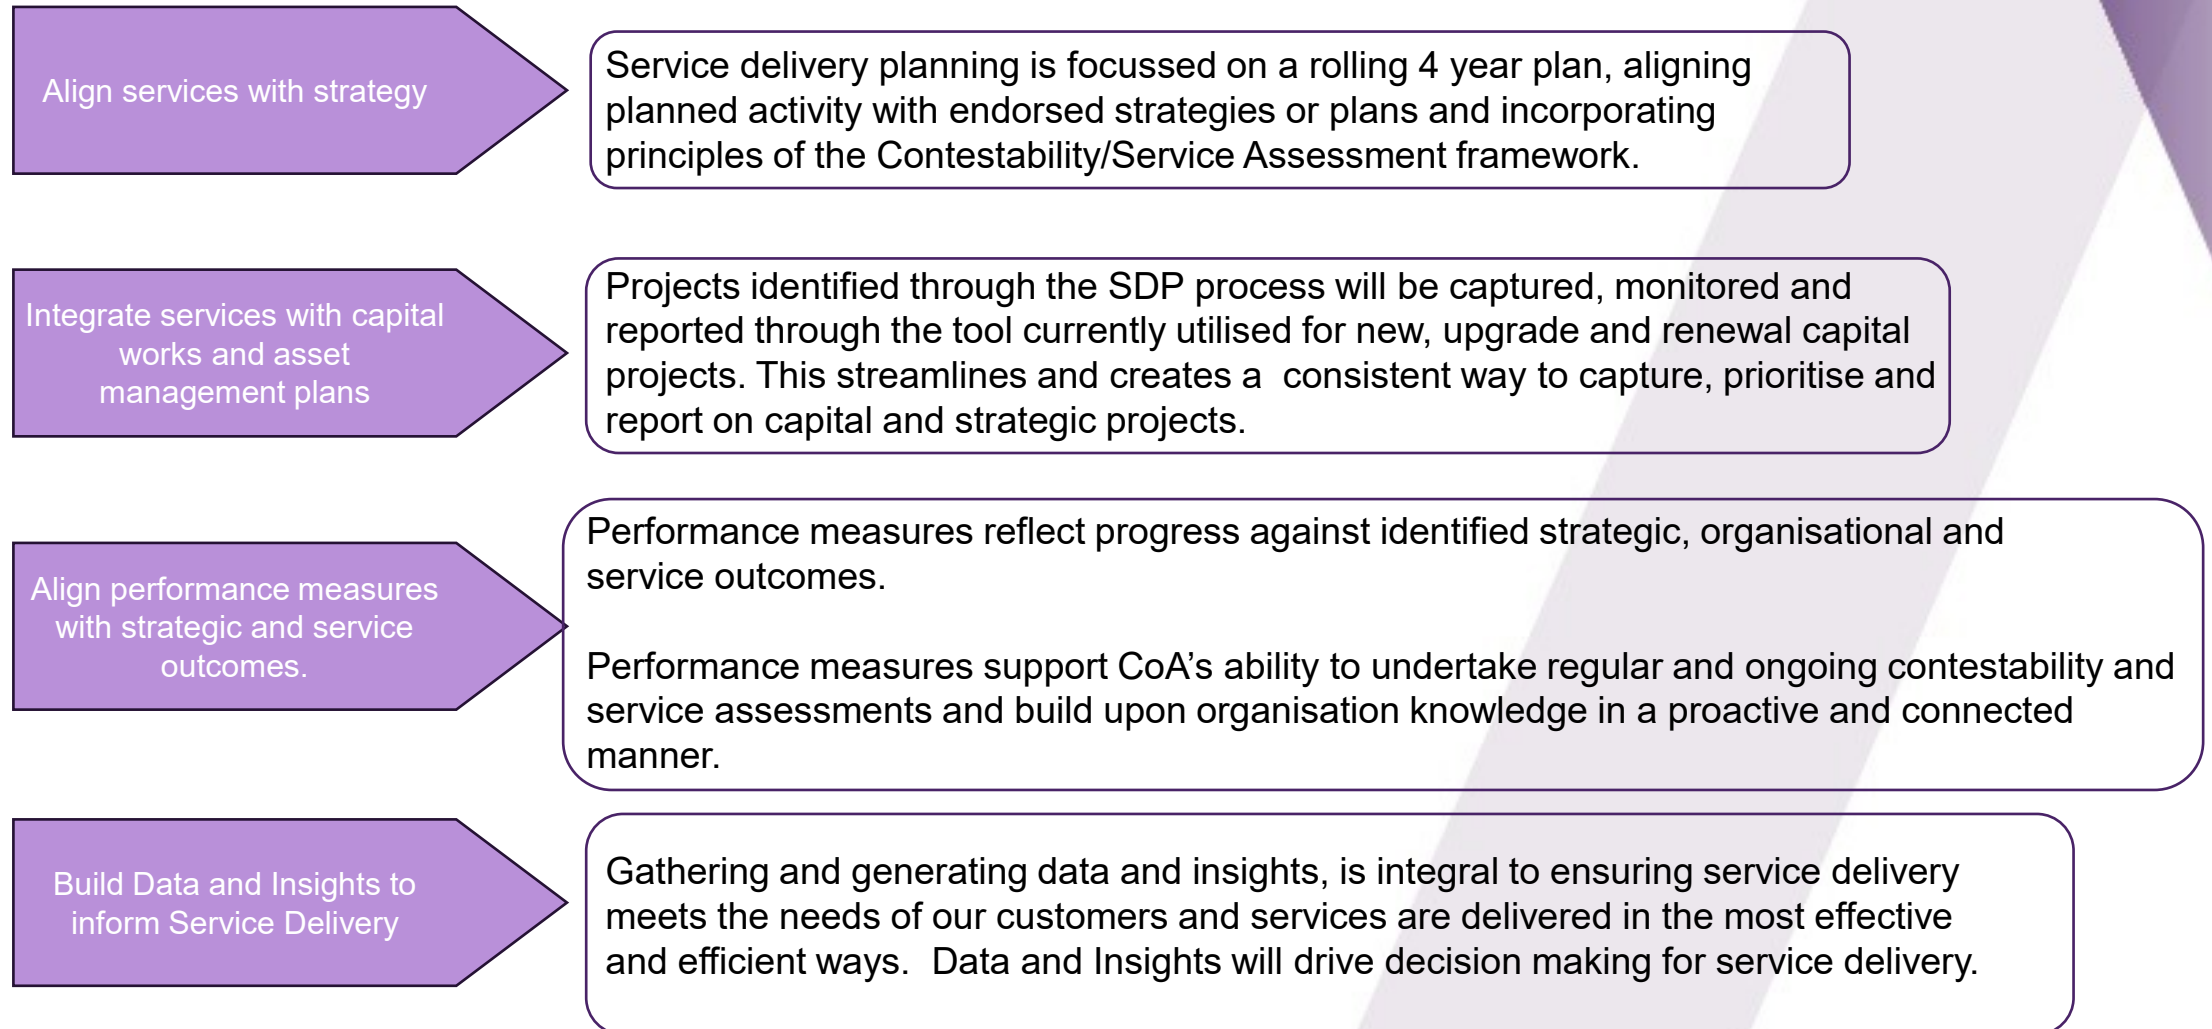 Align services with strategy
Service delivery planning is focussed on a rolling 4 year plan, aligning
planned activity with endorsed strategies or plans and incorporating
principles of the Contestability/Service Assessment framework.
Integrate services with capital
works and asset
management plans
Projects identified through the SDP process will be captured, monitored and
reported through the tool currently utilised for new, upgrade and renewal capital
projects. This streamlines and creates a  consistent way to capture, prioritise and
report on capital and strategic projects.
Align performance measures
with strategic and service
outcomes.
Performance measures reflect progress against identified strategic, organisational and
service outcomes.
Performance measures support CoA’s ability to undertake regular and ongoing contestability and
service assessments and build upon organisation knowledge in a proactive and connected
manner.
Build Data and Insights to
inform Service Delivery
Gathering and generating data and insights, is integral to ensuring service delivery
meets the needs of our customers and services are delivered in the most effective
and efficient ways.  Data and Insights will drive decision making for service delivery.